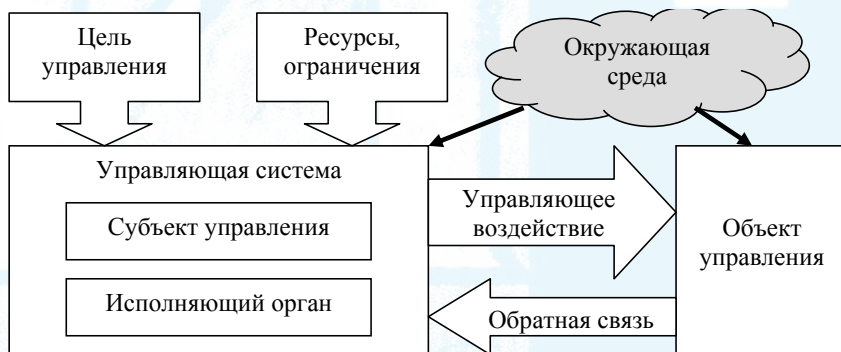 Цель
управления
Ресурсы,
ограничения
Окружающая
среда
Управляющая система
Субъект управления
Исполняющий орган
Управляющее
воздействие
Обратная связь
Объект
управления